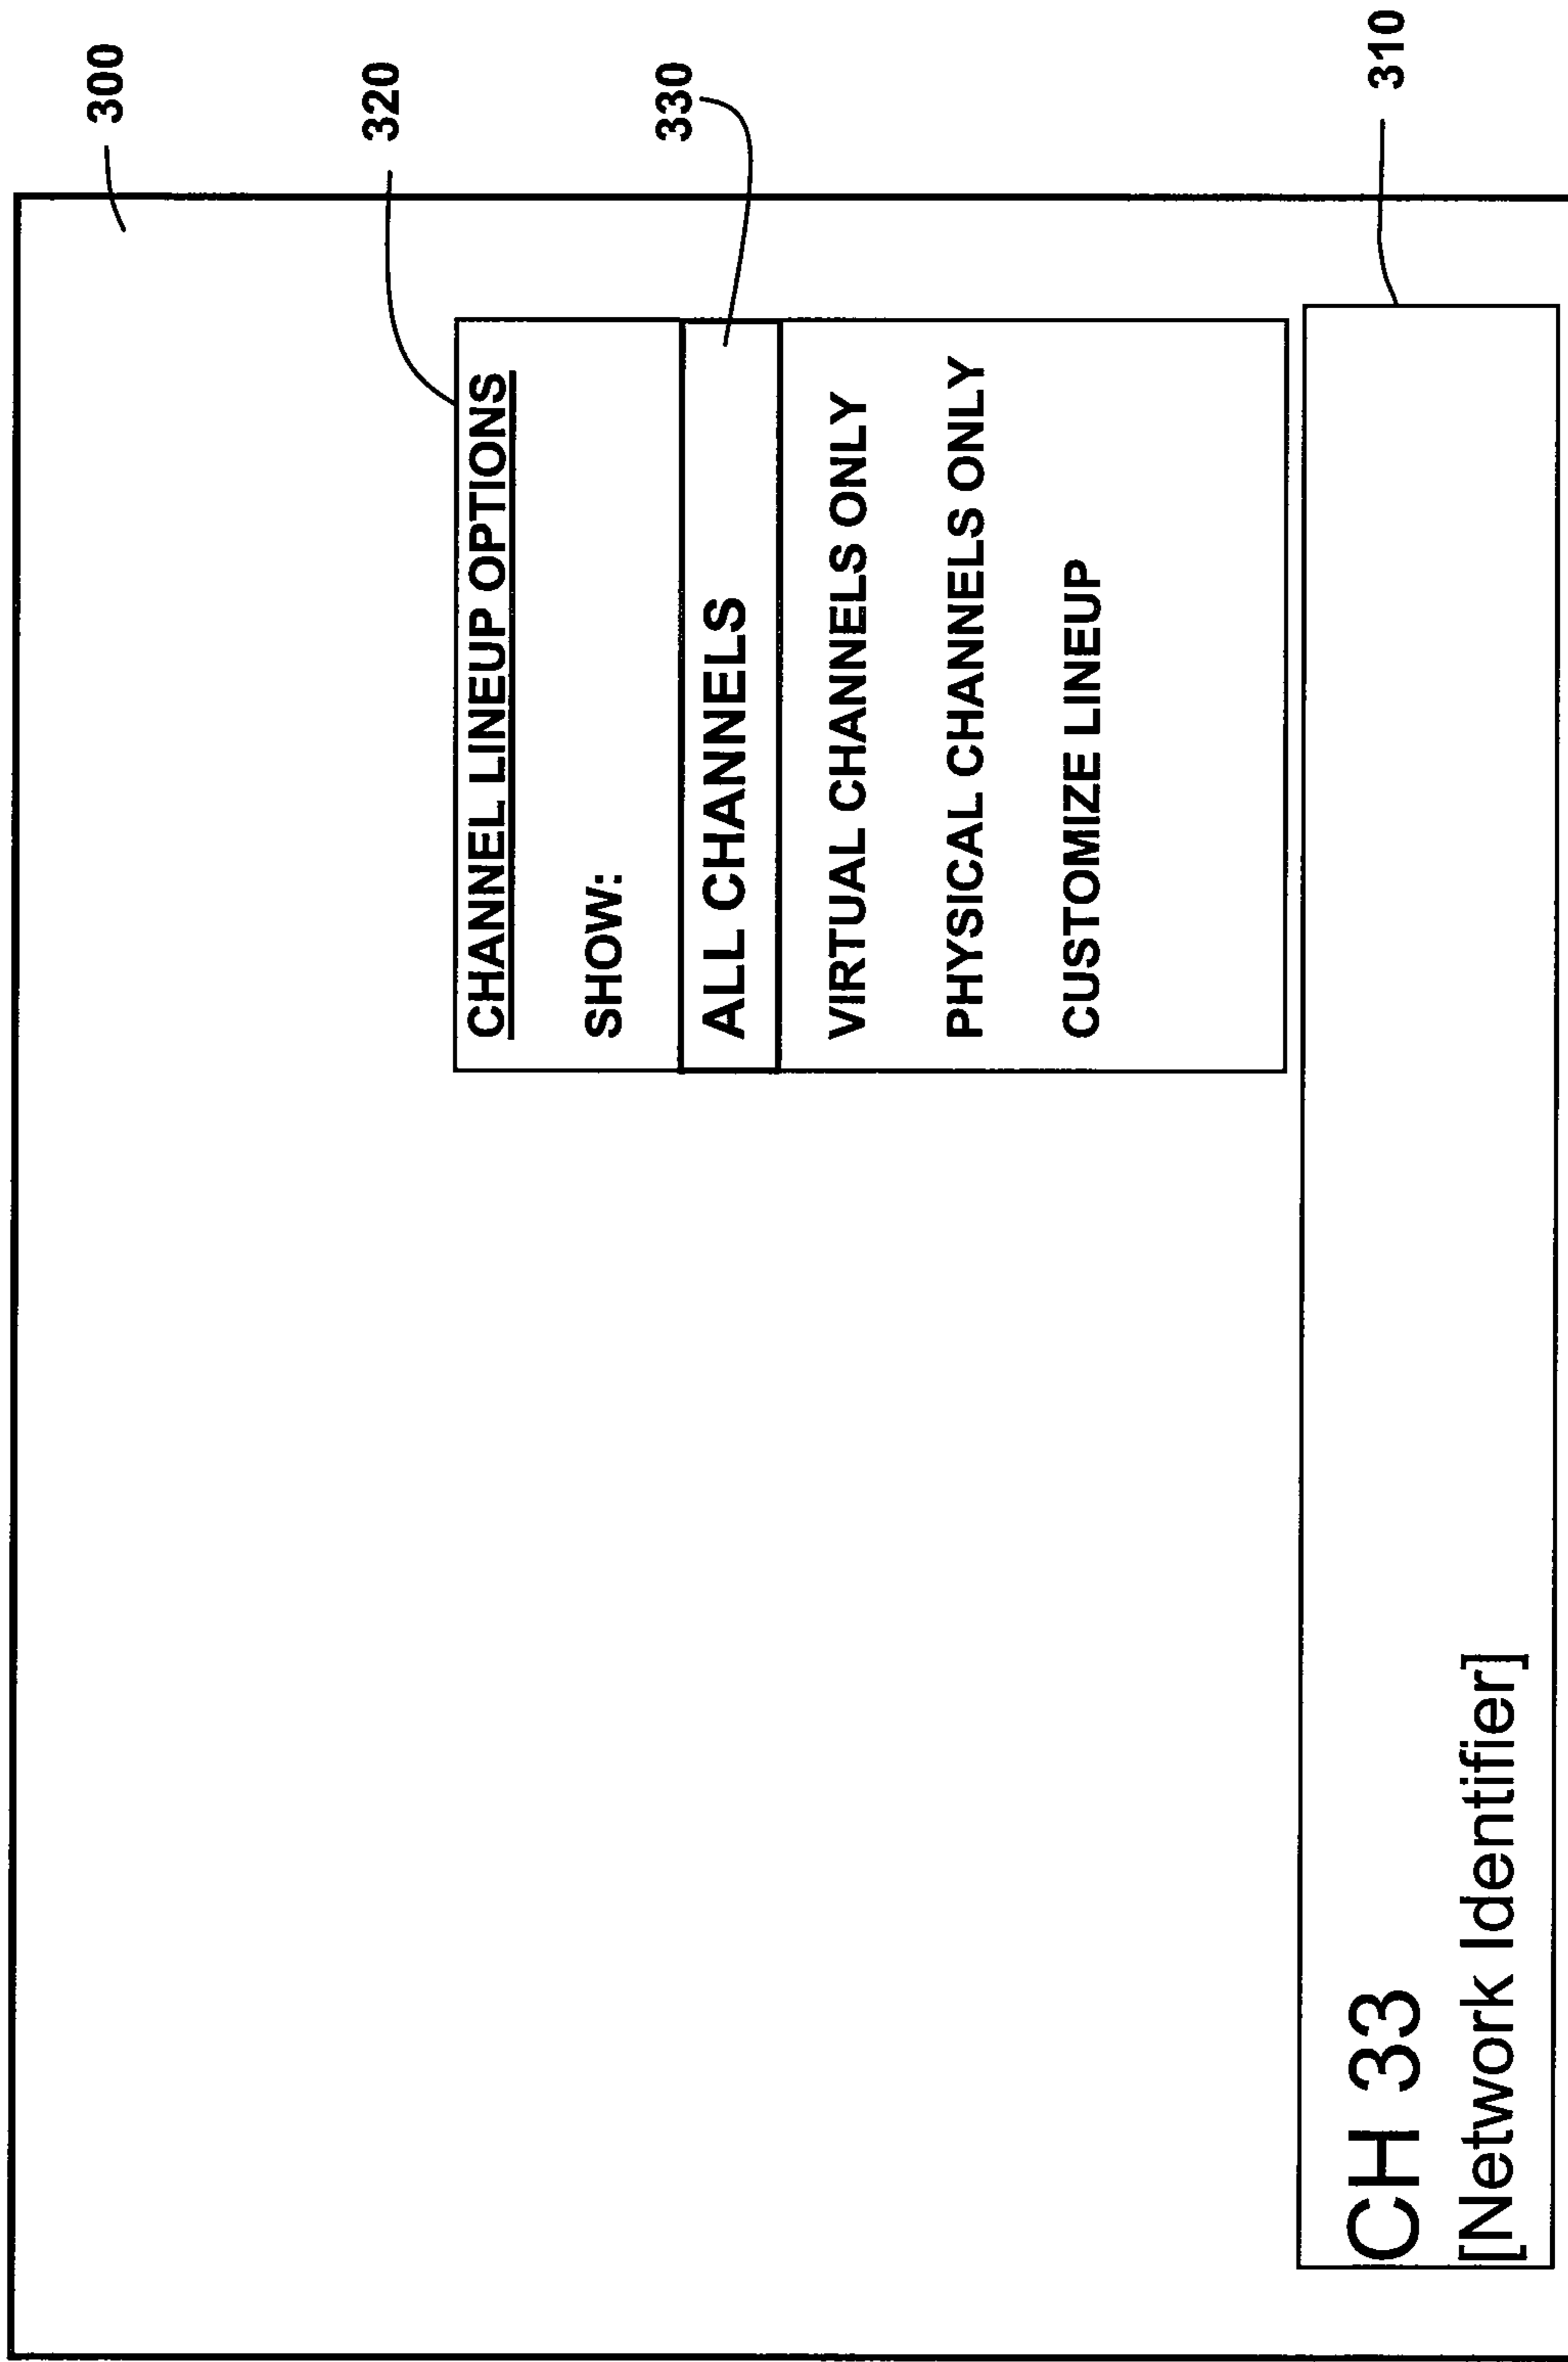 300
320
CHANNEL LINEUP OPTIONS
SHOW:
330
ALL CHANNELS
VIRTUAL CHANNELS ONLY
PHYSICAL CHANNELS ONLY
CUSTOMIZE LINEUP
310
CH 33
[Network Identifier]